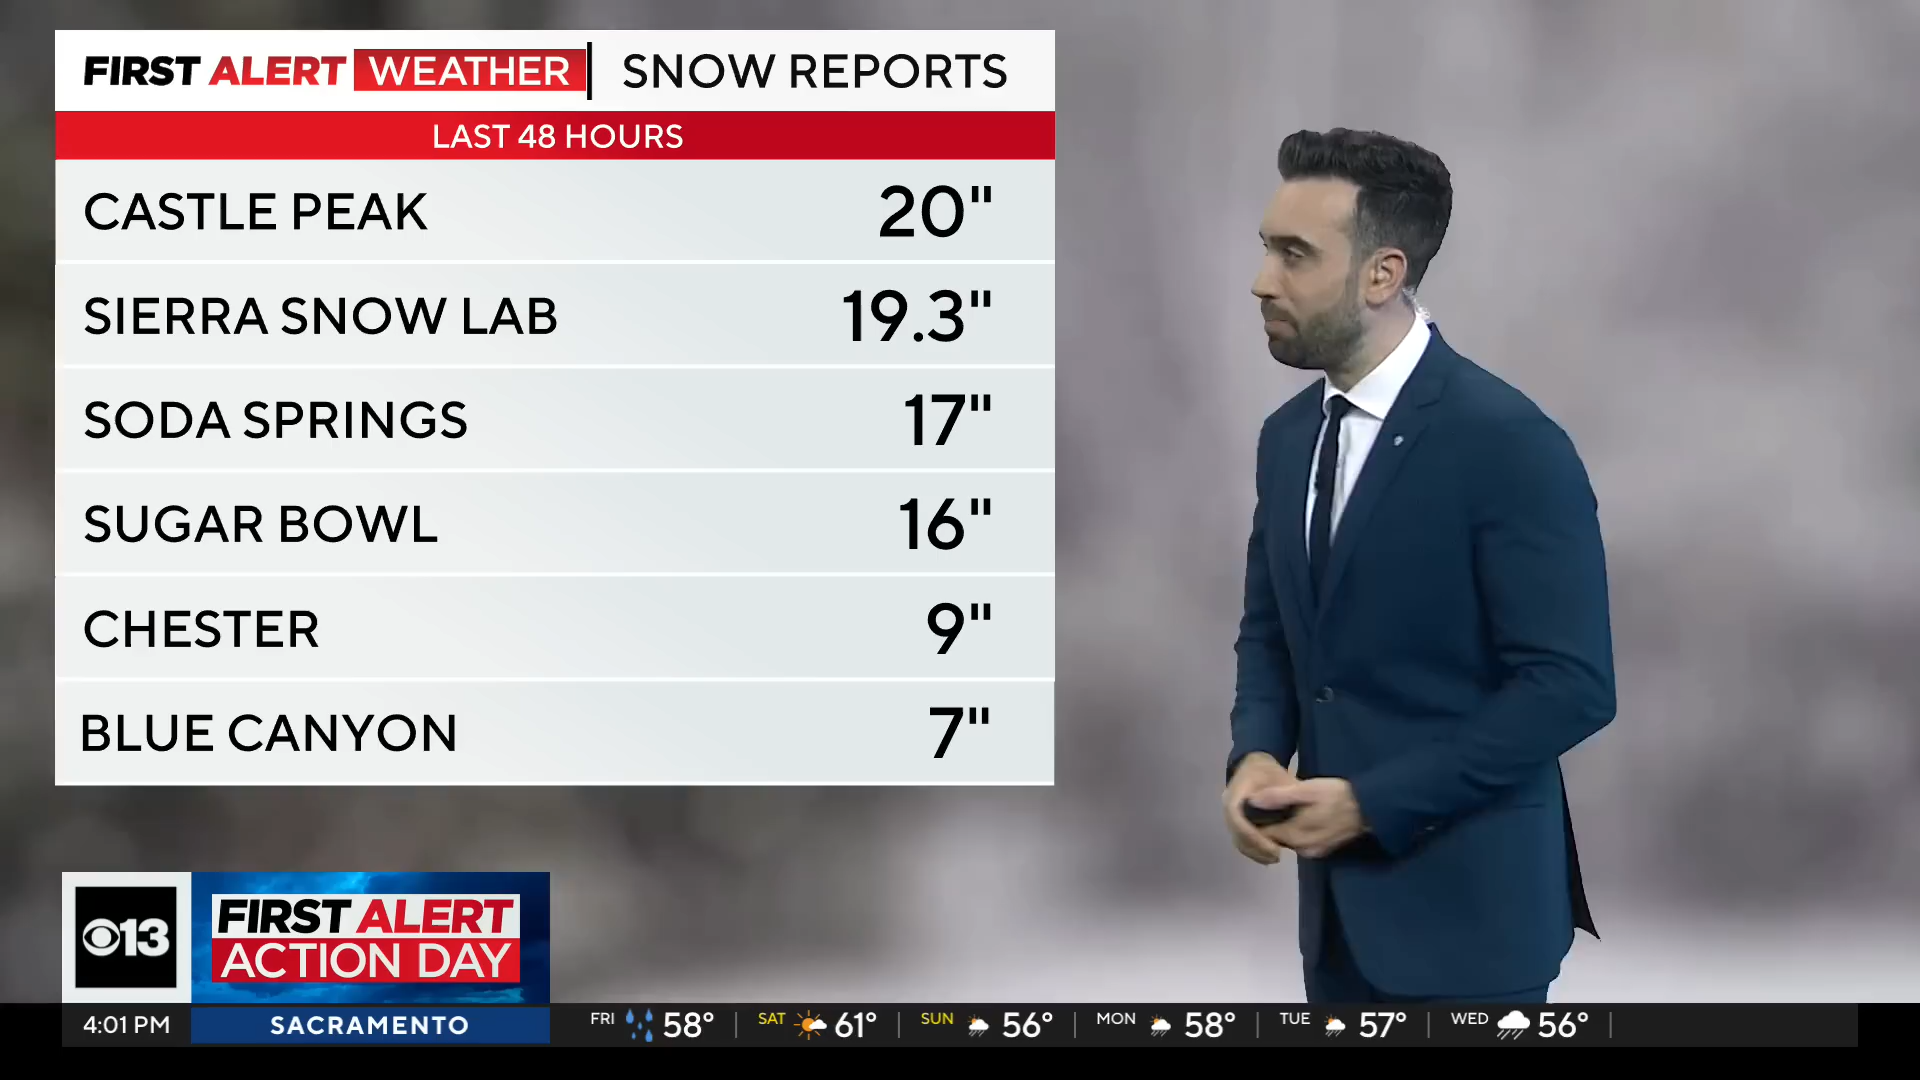 FIRST ALERT WEATHER | SNOW REPORTS
LAST 48 HOURS
CASTLE PEAK 20"
SIERRA SNOW LAB 19.3"
SODA SPRINGS 17"
SUGAR BOWL 16"
CHESTER 9"
BLUE CANYON 7"
13
FIRST ALERT
ACTION DAY
4:01 PM SACRAMENTO FRI 58° | SAT 61° | SUN 56° | MON 58° | TUE 57° | WED 56° |